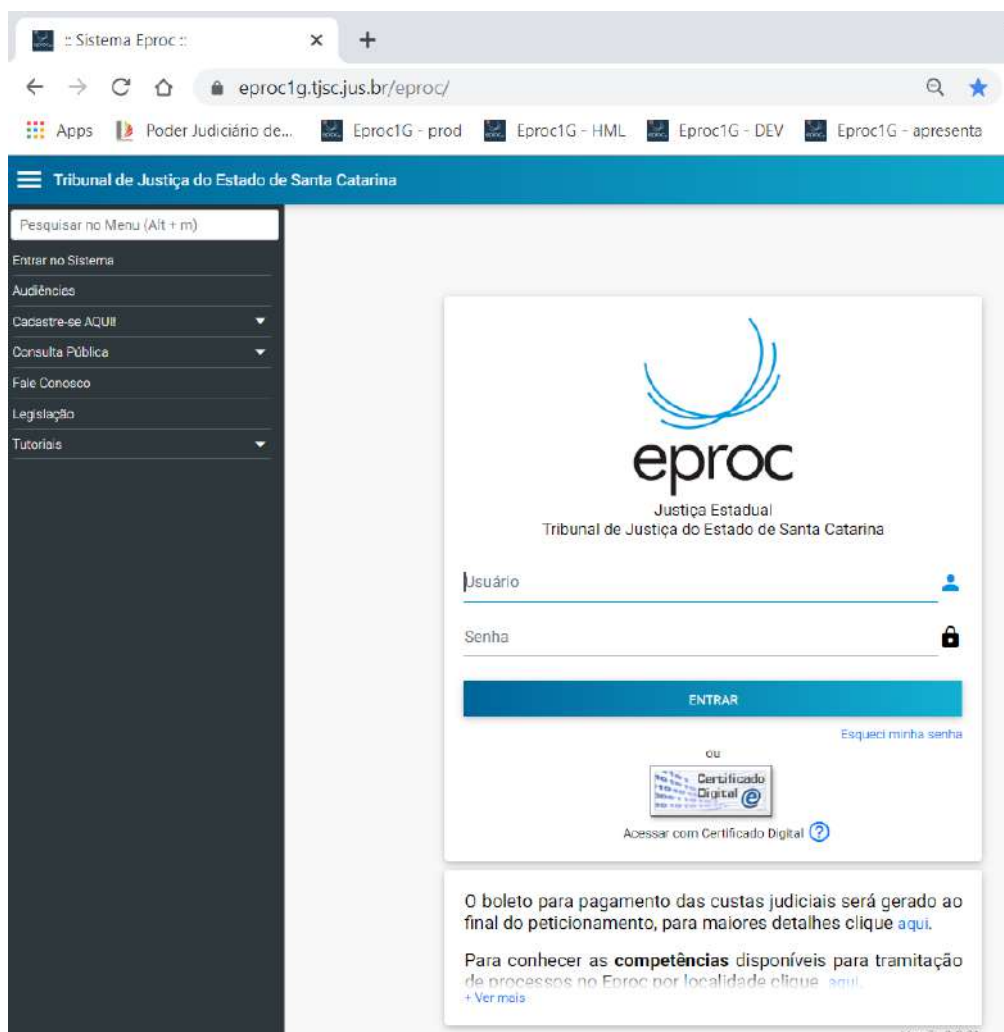 :: Sistema Eproc ::
eproc1g.tjsc.jus.br/eproc/
Apps Poder Judiciário de... Eproc1G - prod Eproc1G - HML Eproc1G - DEV Eproc1G - apresenta
Tribunal de Justiça do Estado de Santa Catarina
Pesquisar no Menu (Alt + m)
Entrar no Sistema
Audiências
Cadastre-se AQUI!
Consulta Pública
Fale Conosco
Legislação
Tutoriais
eproc
Justiça Estadual
Tribunal de Justiça do Estado de Santa Catarina
Usuário
Senha
ENTRAR
Esqueci minha senha
ou
Certificado
Digital
Acessar com Certificado Digital ?
O boleto para pagamento das custas judiciais será gerado ao
final do peticionamento, para maiores detalhes clique aqui.
Para conhecer as competências disponíveis para tramitação
de processos no Eproc por localidade clique aqui.
+ Ver mais